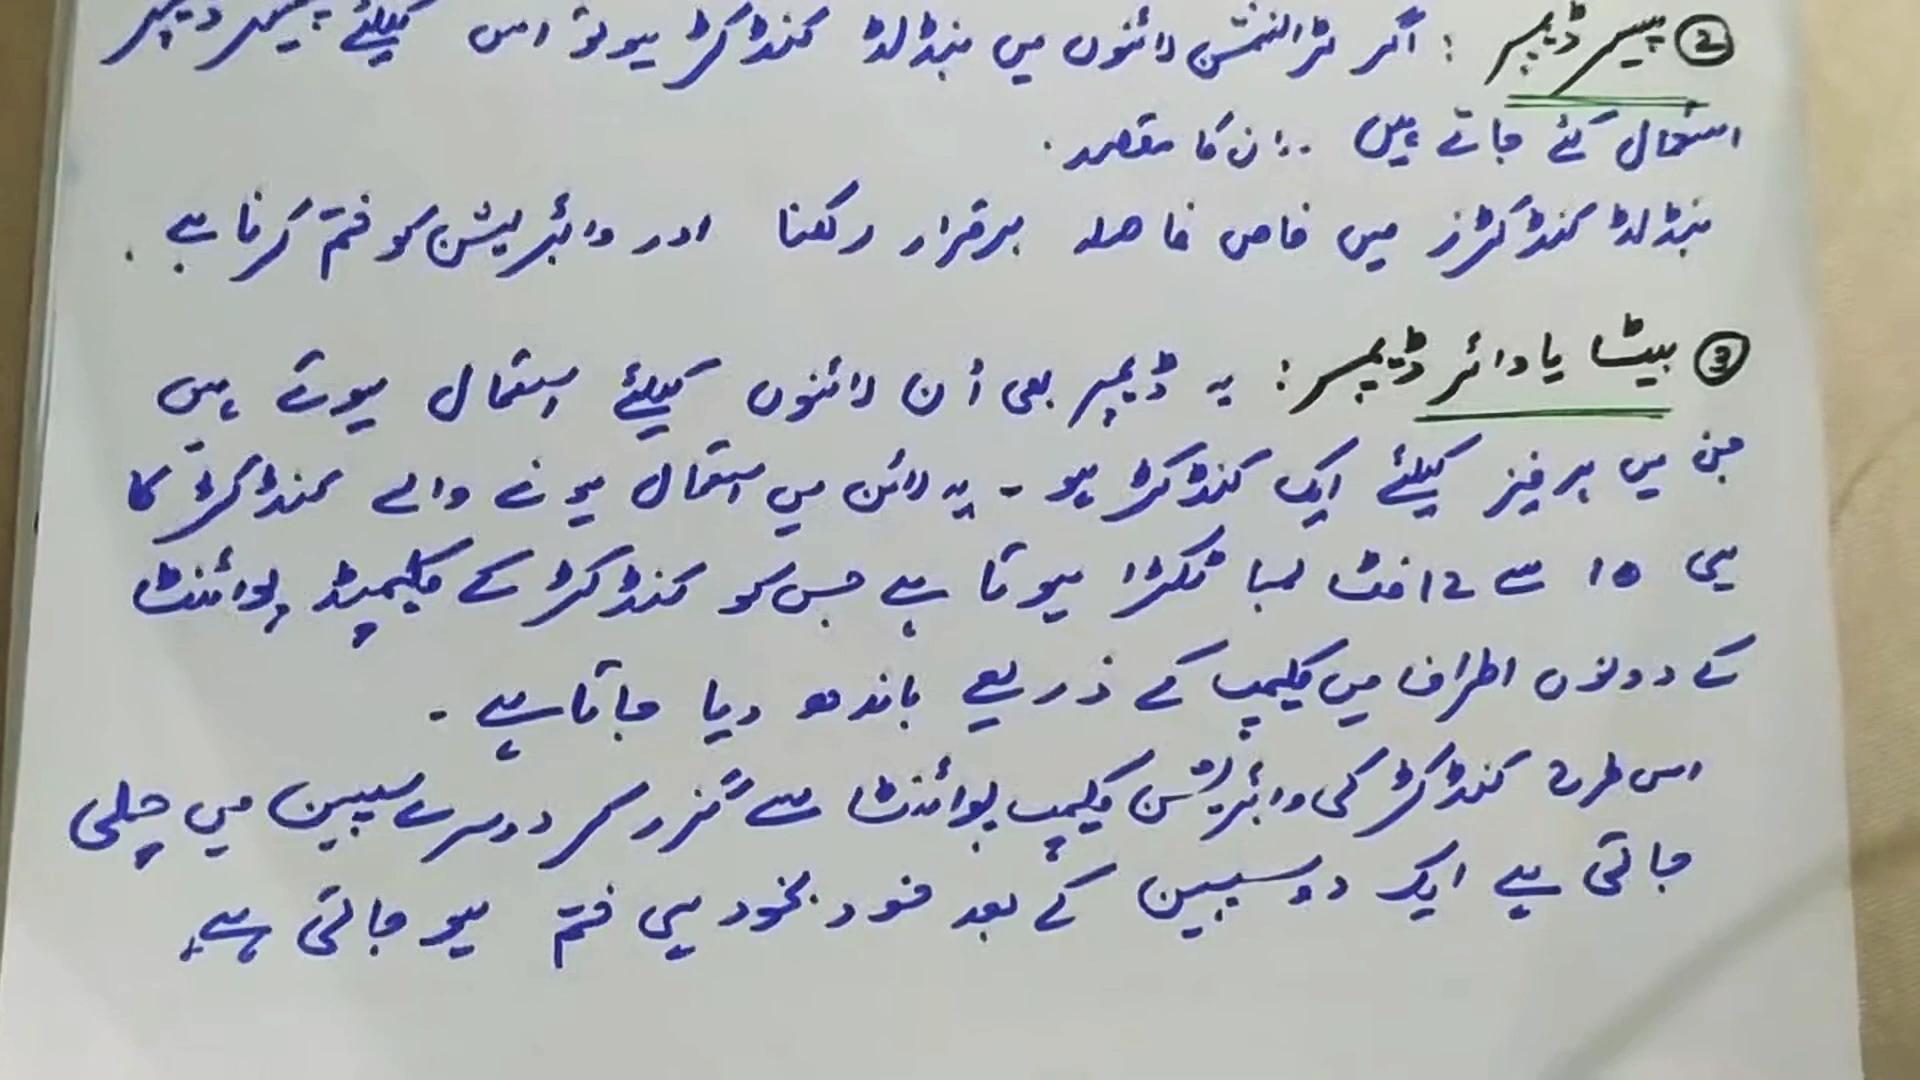 ② سپیسر ڈیمپر : اگر ٹرانسمشن لائنوں میں بنڈلڈ کنڈکٹر ہو تو اس کیلئے سپیسر ڈیمپر
استعمال کئے جاتے ہیں ۔ ان کا مقصد
بنڈلڈ کنڈکٹرز میں خاص فاصلہ برقرار رکھنا اور وائبریشن کو ختم کرنا ہے ۔
③ بیٹا یا وائر ڈیمپر : یہ ڈیمپر بھی اُن لائنوں کیلئے استعمال ہوتے ہیں
جن میں ہر فیز کیلئے ایک کنڈکٹر ہو ۔ یہ لائن میں استعمال ہونے والے کنڈکٹر کا
ہی 10 سے 12 فٹ لمبا ٹکڑا ہوتا ہے جس کو کنڈکٹر کے کلیمپڈ پوائنٹ
کے دونوں اطراف میں کلیمپ کے ذریعے باندھ دیا جاتا ہے ۔
اس طرح کنڈکٹر کی وائبریشن کلیمپ پوائنٹ سے گزر کر دوسرے سپین میں چلی
جاتی ہے ایک دو سپین کے بعد خود بخود ہی ختم ہو جاتی ہے